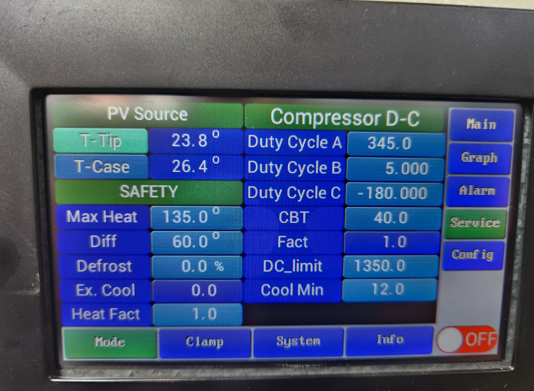 PV Source Compressor D-C Main
T-Tip 23.8° Duty Cycle A 345.0 Graph
T-Case 26.4° Duty Cycle B 5.000
SAFETY Duty Cycle C -180.000 Alarm
Max Heat 135.0° CBT 40.0 Service
Diff 60.0° Fact 1.0 Config
Defrost 0.0 % DC_limit 1350.0
Ex. Cool 0.0 Cool Min 12.0
Heat Fact 1.0
Mode Clamp System Info OFF